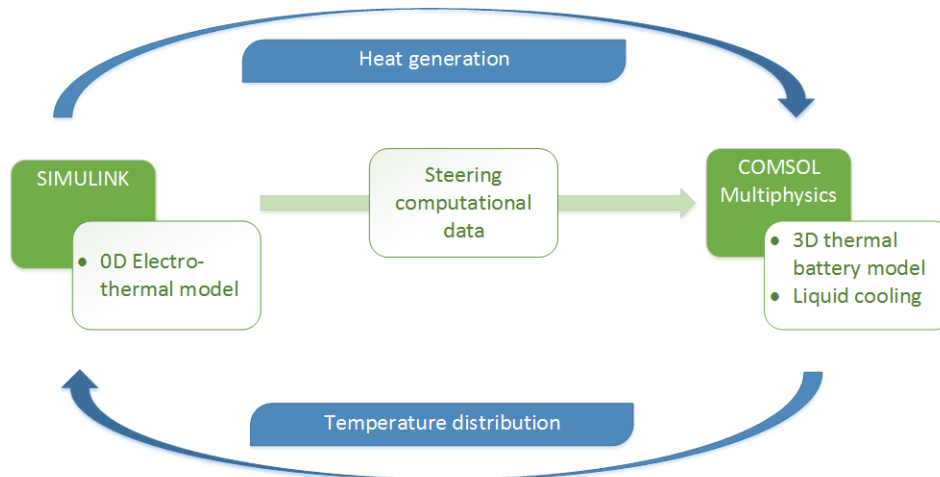 Heat generation
SIMULINK
• 0D Electro-
thermal model
Steering
computational
data
COMSOL
Multiphysics
• 3D thermal
battery model
• Liquid cooling
Temperature distribution